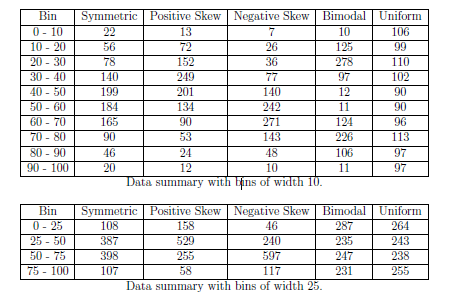 Bin Symmetric Positive Skew Negative Skew Bimodal Uniform
0 - 10 22 13 7 10 106
10 - 20 56 72 26 125 99
20 - 30 78 152 36 278 110
30 - 40 140 249 77 97 102
40 - 50 199 201 140 12 90
50 - 60 184 134 242 11 90
60 - 70 165 90 271 124 96
70 - 80 90 53 143 226 113
80 - 90 46 24 48 106 97
90 - 100 20 12 10 11 97
Data summary with bins of width 10.
Bin Symmetric Positive Skew Negative Skew Bimodal Uniform
0 - 25 108 158 46 287 264
25 - 50 387 529 240 235 243
50 - 75 398 255 597 247 238
75 - 100 107 58 117 231 255
Data summary with bins of width 25.